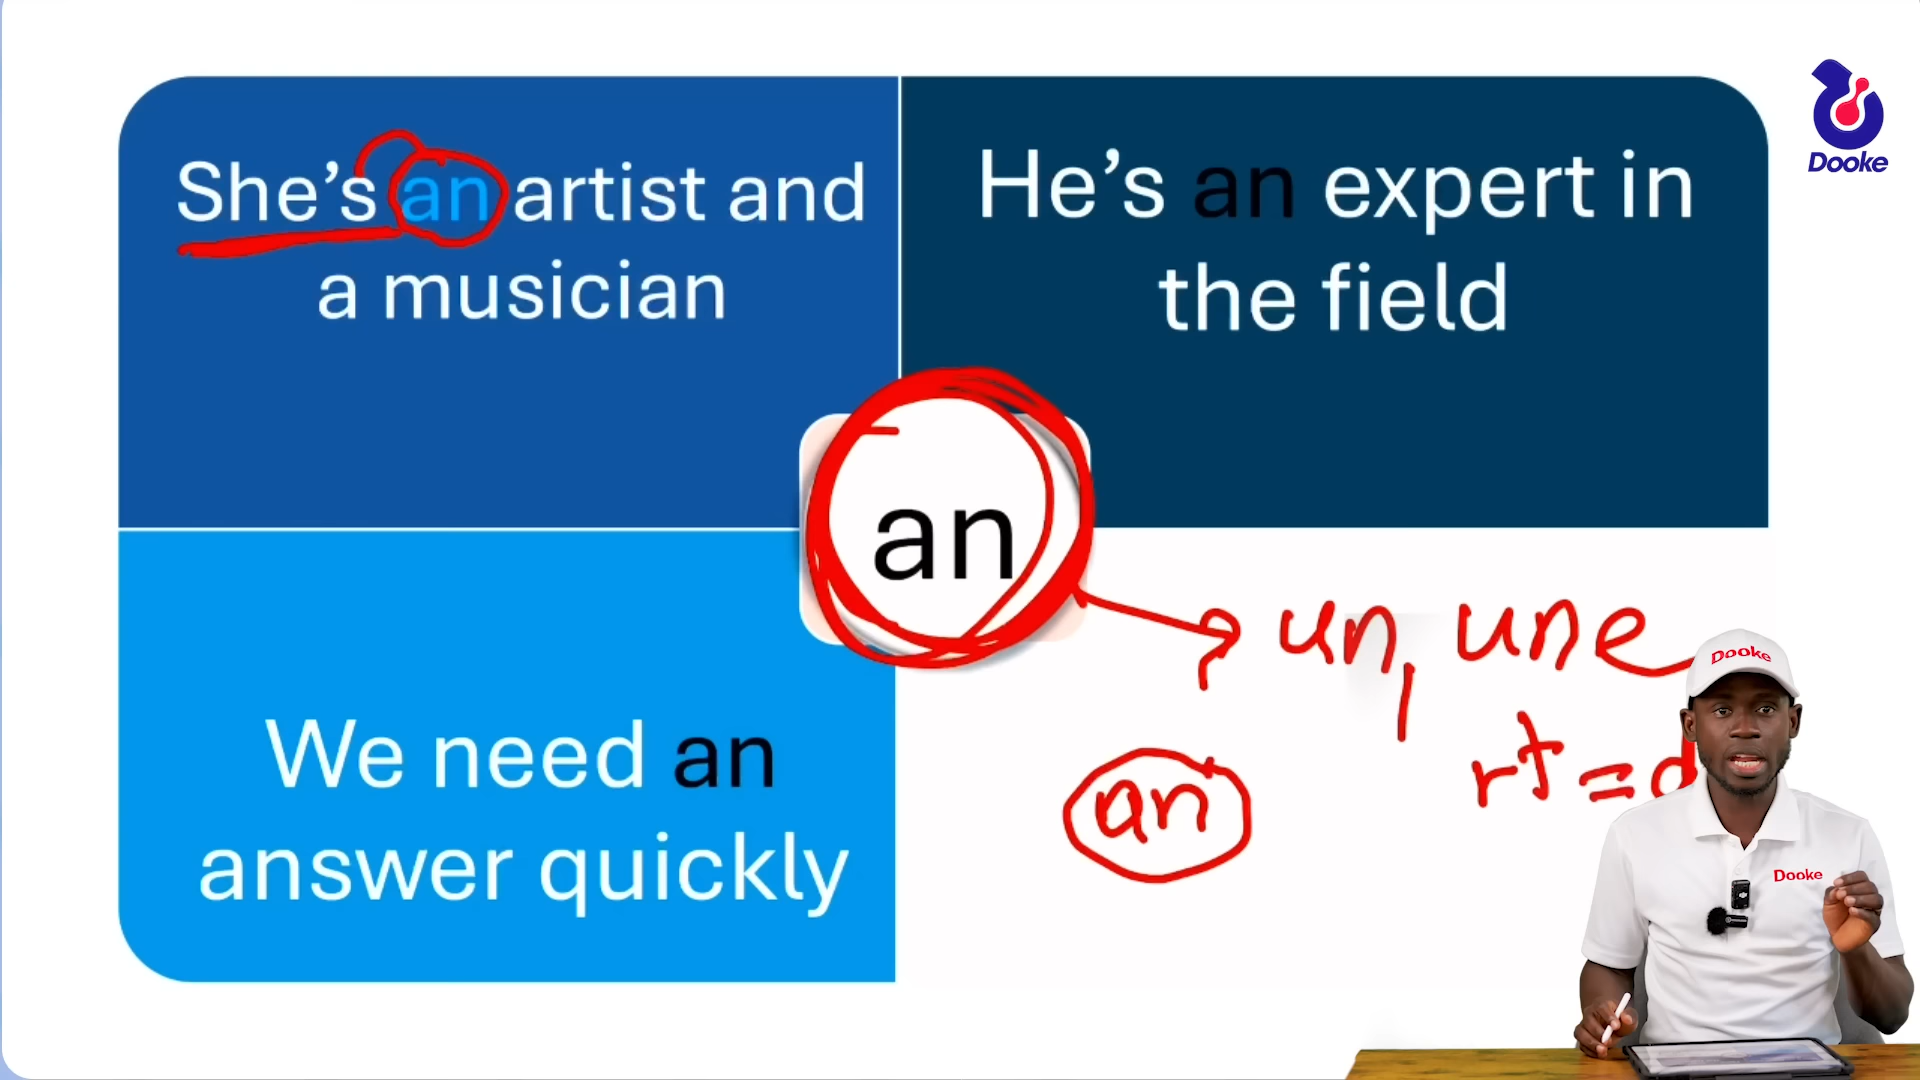 She’s an artist and
a musician
He’s an expert in
the field
Dooke
an
un, une
We need an
answer quickly
an
Dooke
Dooke